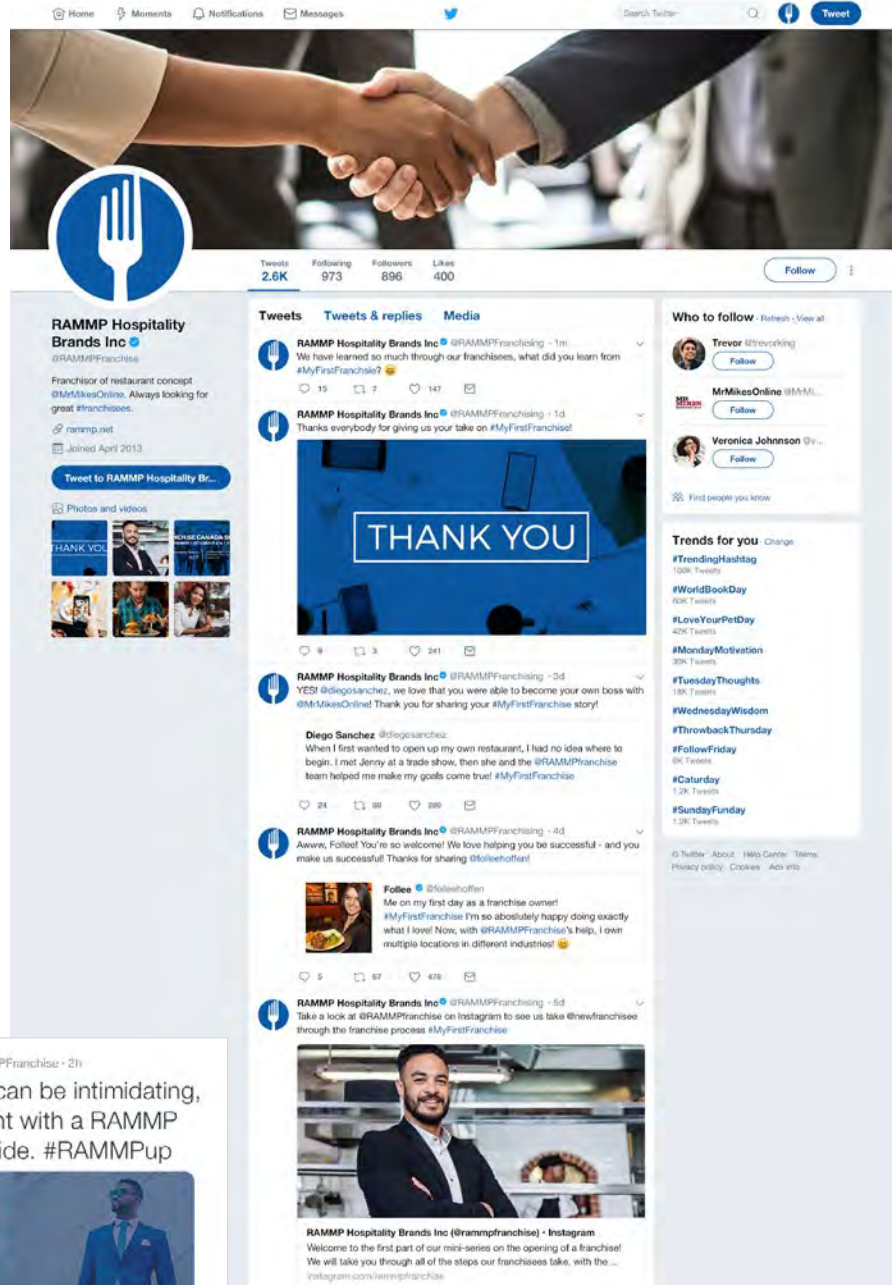 Home Moments Notifications Messages Search Twitter Tweet
Tweets Following Followers Likes
2.6K 973 896 400
Follow
RAMMP Hospitality
Brands Inc
@RAMMPFranchise
Franchisor of restaurant concept
@MrMikesOnline. Always looking for
great #franchisees.
rammp.net
Joined April 2013
Tweet to RAMMP Hospitality Br...
Photos and videos
THANK YOU
Tweets Tweets & replies Media
RAMMP Hospitality Brands Inc @RAMMPFranchising · 1m
We have learned so much through our franchisees, what did you learn from
#MyFirstFranchsie?
15 7 147
RAMMP Hospitality Brands Inc @RAMMPFranchising · 1d
Thanks everybody for giving us your take on #MyFirstFranchise!
THANK YOU
9 3 241
RAMMP Hospitality Brands Inc @RAMMPFranchising · 3d
YES! @diegosanchez, we love that you were able to become your own boss with
@MrMikesOnline! Thank you for sharing your #MyFirstFranchise story!
Diego Sanchez @diegosanchez
When I first wanted to open up my own restaurant, I had no idea where to
begin. I met Jenny at a trade show, then she and the @RAMMPfranchise
team helped me make my goals come true! #MyFirstFranchise
24
RAMMP Hospitality Brands Inc @RAMMPFranchising · 4d
Awww, Follee! You're so welcome! We love helping you be successful - and you
make us successful! Thanks for sharing @folleehoffen!
Follee @folleehoffen
Me on my first day as a franchise owner!
#MyFirstFranchise I'm so aboslutely happy doing exactly
what I love! Now, with @RAMMPFranchise's help, i own
multiple locations in different industries!
5 67 478
RAMMP Hospitality Brands Inc @RAMMPFranchising · 5d
Take a look at @RAMMPfranchise on Instagram to see us take @newfranchisee
through the franchise process #MyFirstFranchise
RAMMP Hospitality Brands Inc (@rammpfranchise) • Instagram
Welcome to the first part of our mini-series on the opening of a franchise!
We will take you through all of the steps our franchisees take, with the ...
instagram.com/rammpfranchise
Who to follow · Refresh · View all
Trevor @trevorking
Follow
MrMikesOnline @MrMi...
Follow
Veronica Johnnson @v...
Follow
Find people you know
Trends for you · Change
#TrendingHashtag
100K Tweets
#WorldBookDay
60K Tweets
#LoveYourPetDay
42K Tweets
#MondayMotivation
30K Tweets
#TuesdayThoughts
18K Tweets
#WednesdayWisdom
#ThrowbackThursday
#FollowFriday
6K Tweets
#Caturday
1.2K Tweets
#SundayFunday
1.2K Tweets
© Twitter About Help Center Terms
Privacy policy Cookies Ads info
PFranchise · 2h
can be intimidating,
nt with a RAMMP
ide. #RAMMPup